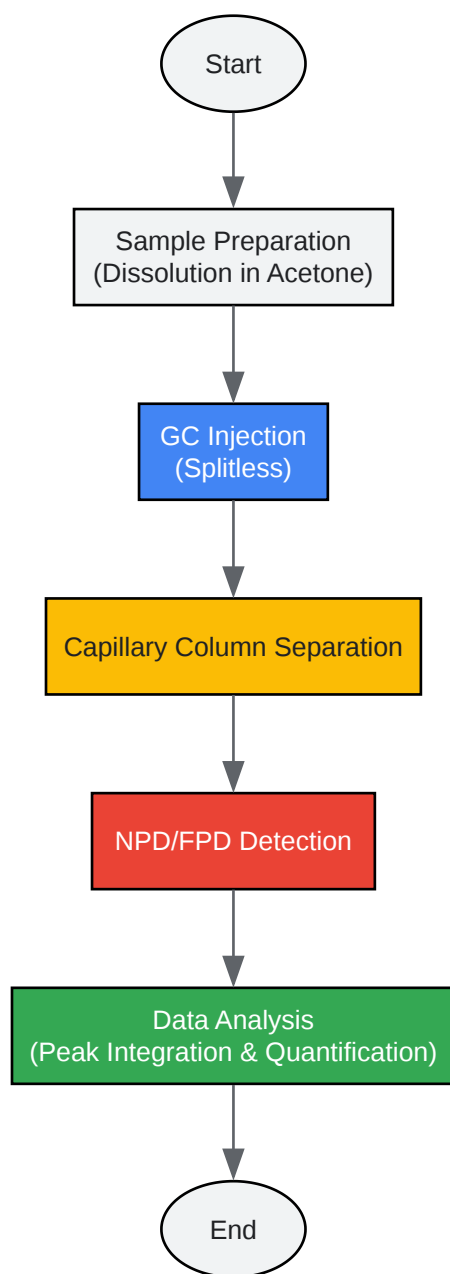 Start
Sample Preparation
(Dissolution in Acetone)
GC Injection
(Splitless)
Capillary Column Separation
NPD/FPD Detection
Data Analysis
(Peak Integration & Quantification)
End